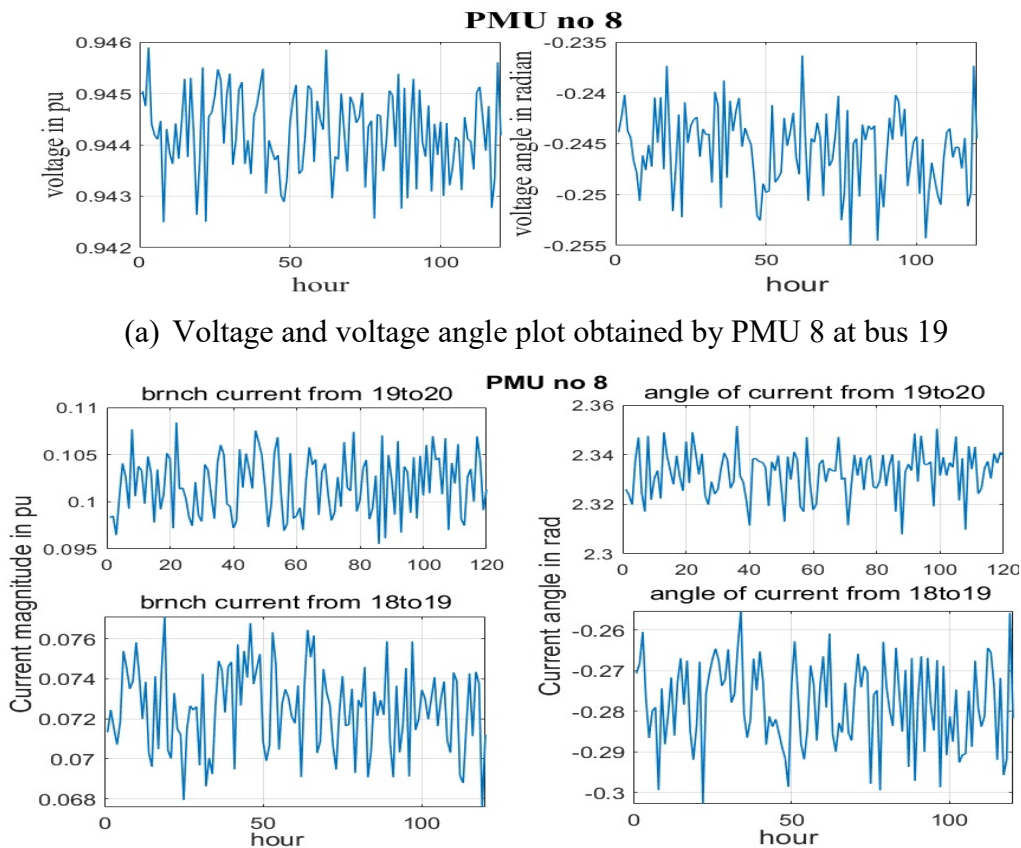 PMU no 8
voltage in pu
0.946
0.945
0.944
0.943
0.942
0
50
100
hour
voltage angle in radian
-0.235
-0.24
-0.245
-0.25
-0.255
0
50
100
hour
(a) Voltage and voltage angle plot obtained by PMU 8 at bus 19
PMU no 8
Current magnitude in pu
brnch current from 19to20
0.11
0.105
0.1
0.095
0 20 40 60 80 100 120
brnch current from 18to19
0.076
0.074
0.072
0.07
0.068
0
50
100
hour
Current angle in rad
angle of current from 19to20
2.36
2.34
2.32
2.3
0 20 40 60 80 100 120
angle of current from 18to19
-0.26
-0.27
-0.28
-0.29
-0.3
0
50
100
hour